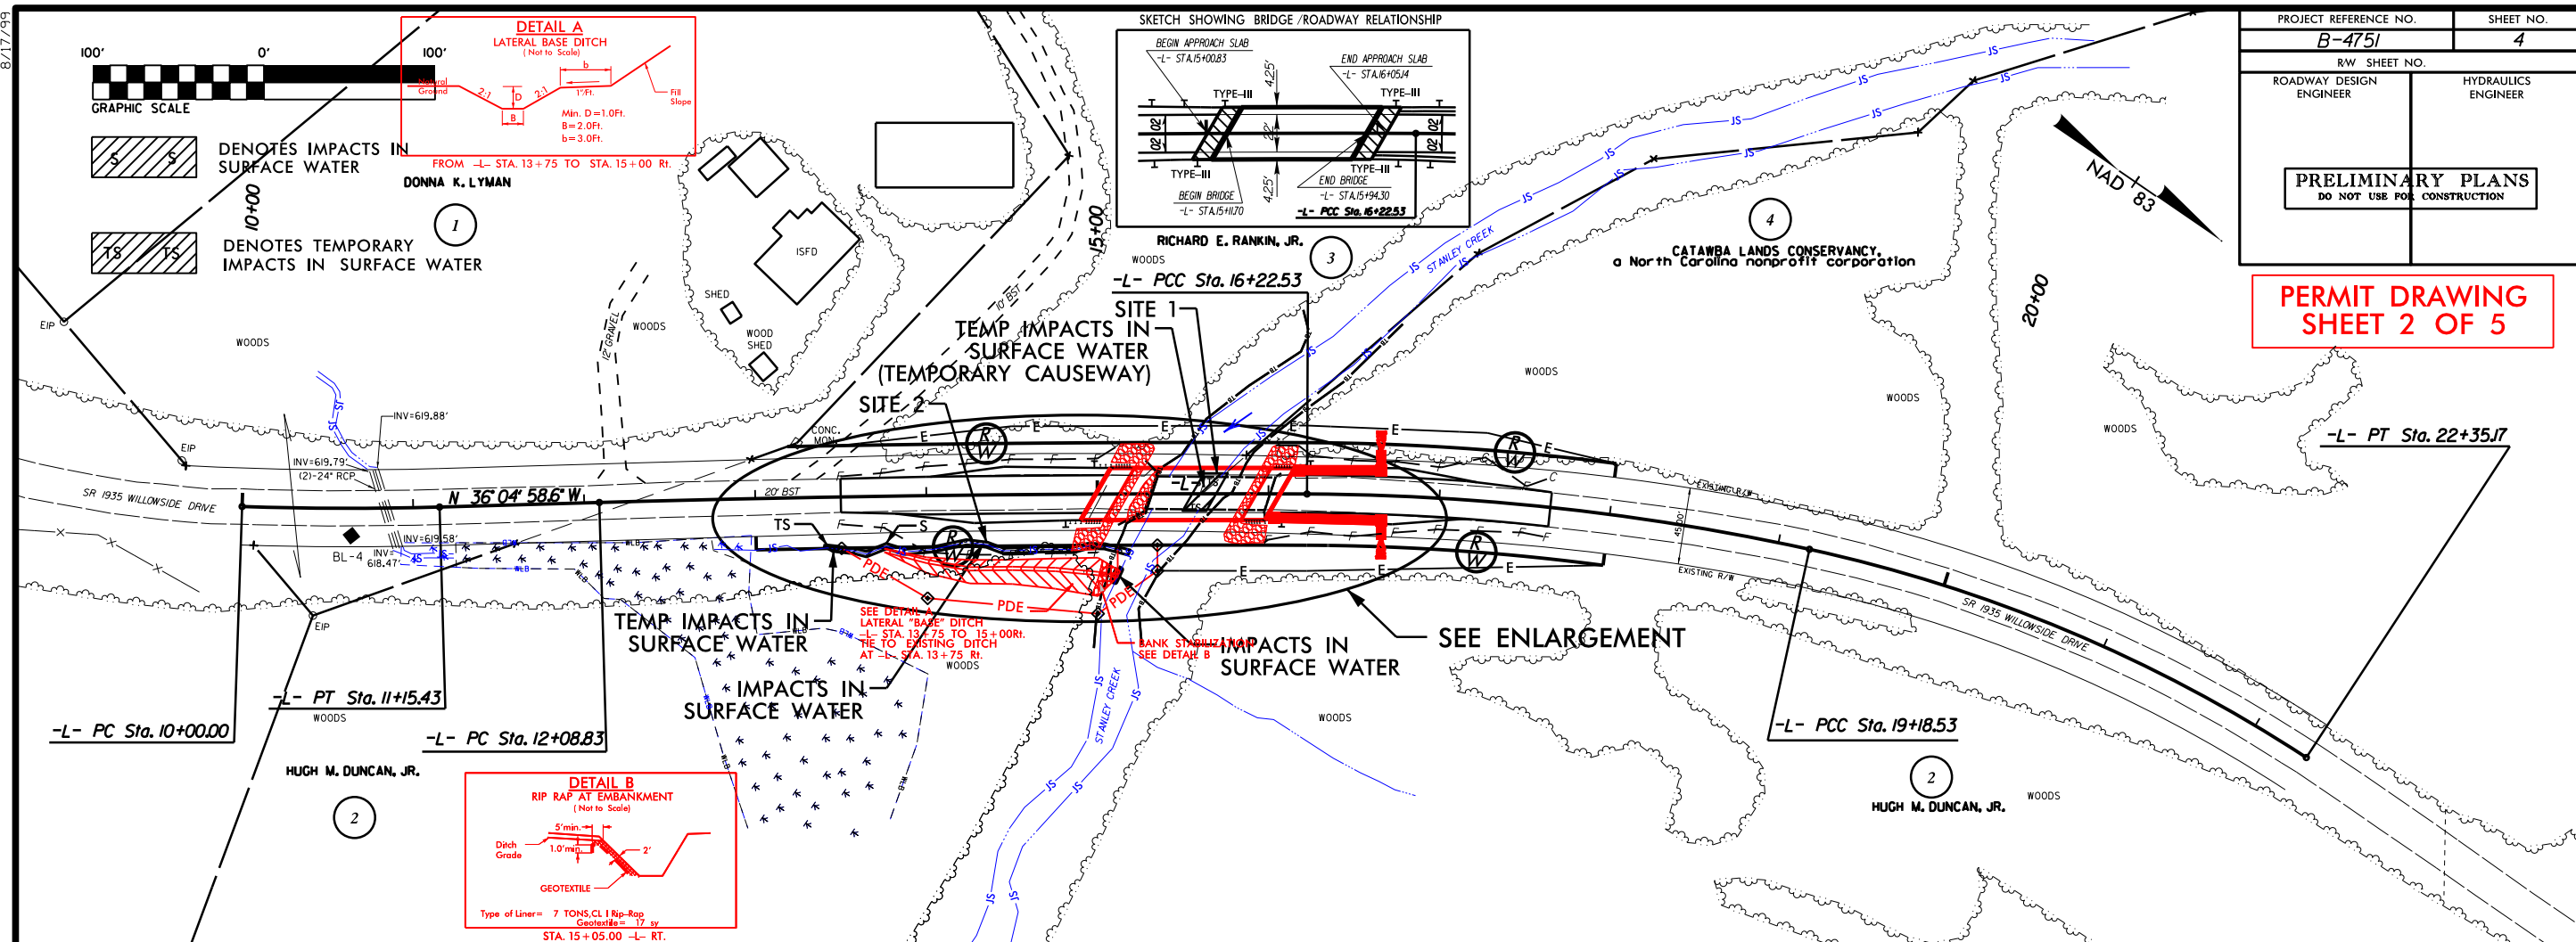 8/17/99
100' 0' 100'
GRAPHIC SCALE
S S
DENOTES IMPACTS IN
SURFACE WATER
TS TS
DENOTES TEMPORARY
IMPACTS IN SURFACE WATER
10+00
DETAIL A
LATERAL BASE DITCH
( Not to Scale)
Natural
Ground
2:1
D
2:1
b
1"/Ft.
B
Fill
Slope
Min. D=1.0Ft.
B=2.0Ft.
b=3.0Ft.
FROM -L- STA. 13+75 TO STA. 15+00 Rt.
DONNA K. LYMAN
1
SKETCH SHOWING BRIDGE /ROADWAY RELATIONSHIP
BEGIN APPROACH SLAB
-L- STA.15+00.83
END APPROACH SLAB
-L- STA.16+05.14
TYPE-III
TYPE-III
4.25'
22'
4.25'
TYPE-III
TYPE-III
BEGIN BRIDGE
-L- STA.15+11.70
END BRIDGE
-L- STA.15+94.30
-L- PCC Sta. 16+22.53
RICHARD E. RANKIN, JR.
3
WOODS
15+00
PROJECT REFERENCE NO.
SHEET NO.
B-4751
4
RW SHEET NO.
ROADWAY DESIGN
ENGINEER
HYDRAULICS
ENGINEER
PRELIMINARY PLANS
DO NOT USE FOR CONSTRUCTION
PERMIT DRAWING
SHEET 2 OF 5
NAD 83
4
CATAWBA LANDS CONSERVANCY,
a North Carolina nonprofit corporation
20+00
STANLEY CREEK
ISFD
SHED
WOOD
SHED
10' BST
12' GRAVEL
WOODS
WOODS
EIP
EIP
EIP
-L- PCC Sta. 16+22.53
SITE 1
TEMP IMPACTS IN
SURFACE WATER
(TEMPORARY CAUSEWAY)
SITE 2
CONC.
MON.
WOODS
WOODS
WOODS
-L- PT Sta. 22+35.17
INV=619.88'
INV=619.79'
(2)-24" RCP
SR 1935 WILLOWSIDE DRIVE
N 36°04' 58.6" W
20' BST
BL-4
INV=
618.47'
INV=619.58'
TS
S
R
W
R
W
R
W
R
W
-L-
EXISTING R/W
45.00'
EXISTING R/W
SR 1935 WILLOWSIDE DRIVE
PDE
PDE
PDE
TEMP IMPACTS IN
SURFACE WATER
SEE DETAIL A
LATERAL "BASE" DITCH
-L- STA. 13+75 TO 15+00Rt.
TIE TO EXISTING DITCH
AT -L- STA. 13+75 Rt.
BANK STABILIZATION
SEE DETAIL B
IMPACTS IN
SURFACE WATER
SEE ENLARGEMENT
IMPACTS IN
SURFACE WATER
WOODS
STANLEY CREEK
WOODS
-L- PC Sta. 10+00.00
-L- PT Sta. 11+15.43
WOODS
-L- PC Sta. 12+08.83
-L- PCC Sta. 19+18.53
HUGH M. DUNCAN, JR.
2
2
HUGH M. DUNCAN, JR.
WOODS
DETAIL B
RIP RAP AT EMBANKMENT
( Not to Scale)
5'min.
Ditch
Grade
1.0'min.
2'
GEOTEXTILE
Type of Liner= 7 TONS,CL I Rip-Rap
Geotextile= 17 sy
STA. 15+05.00 -L- RT.